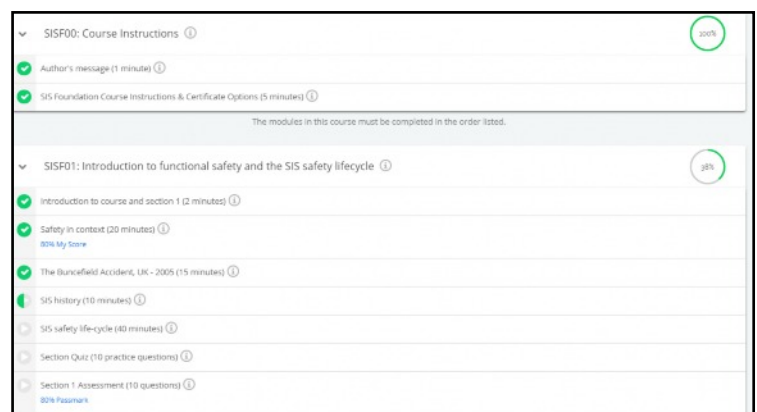 SISF00: Course Instructions
100%
Author's message (1 minute)
SIS Foundation Course Instructions & Certificate Options (5 minutes)
The modules in this course must be completed in the order listed.
SISF01: Introduction to functional safety and the SIS safety lifecycle
38%
Introduction to course and section 1 (2 minutes)
Safety in context (20 minutes)
80% My Score
The Buncefield Accident, UK - 2005 (15 minutes)
SIS history (10 minutes)
SIS safety life-cycle (40 minutes)
Section Quiz (10 practice questions)
Section 1 Assessment (10 questions)
80% Passmark